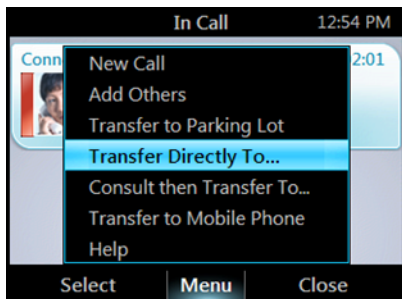 In Call 12:54 PM
Conn 2:01
New Call
Add Others
Transfer to Parking Lot
Transfer Directly To...
Consult then Transfer To...
Transfer to Mobile Phone
Help
Select Menu Close